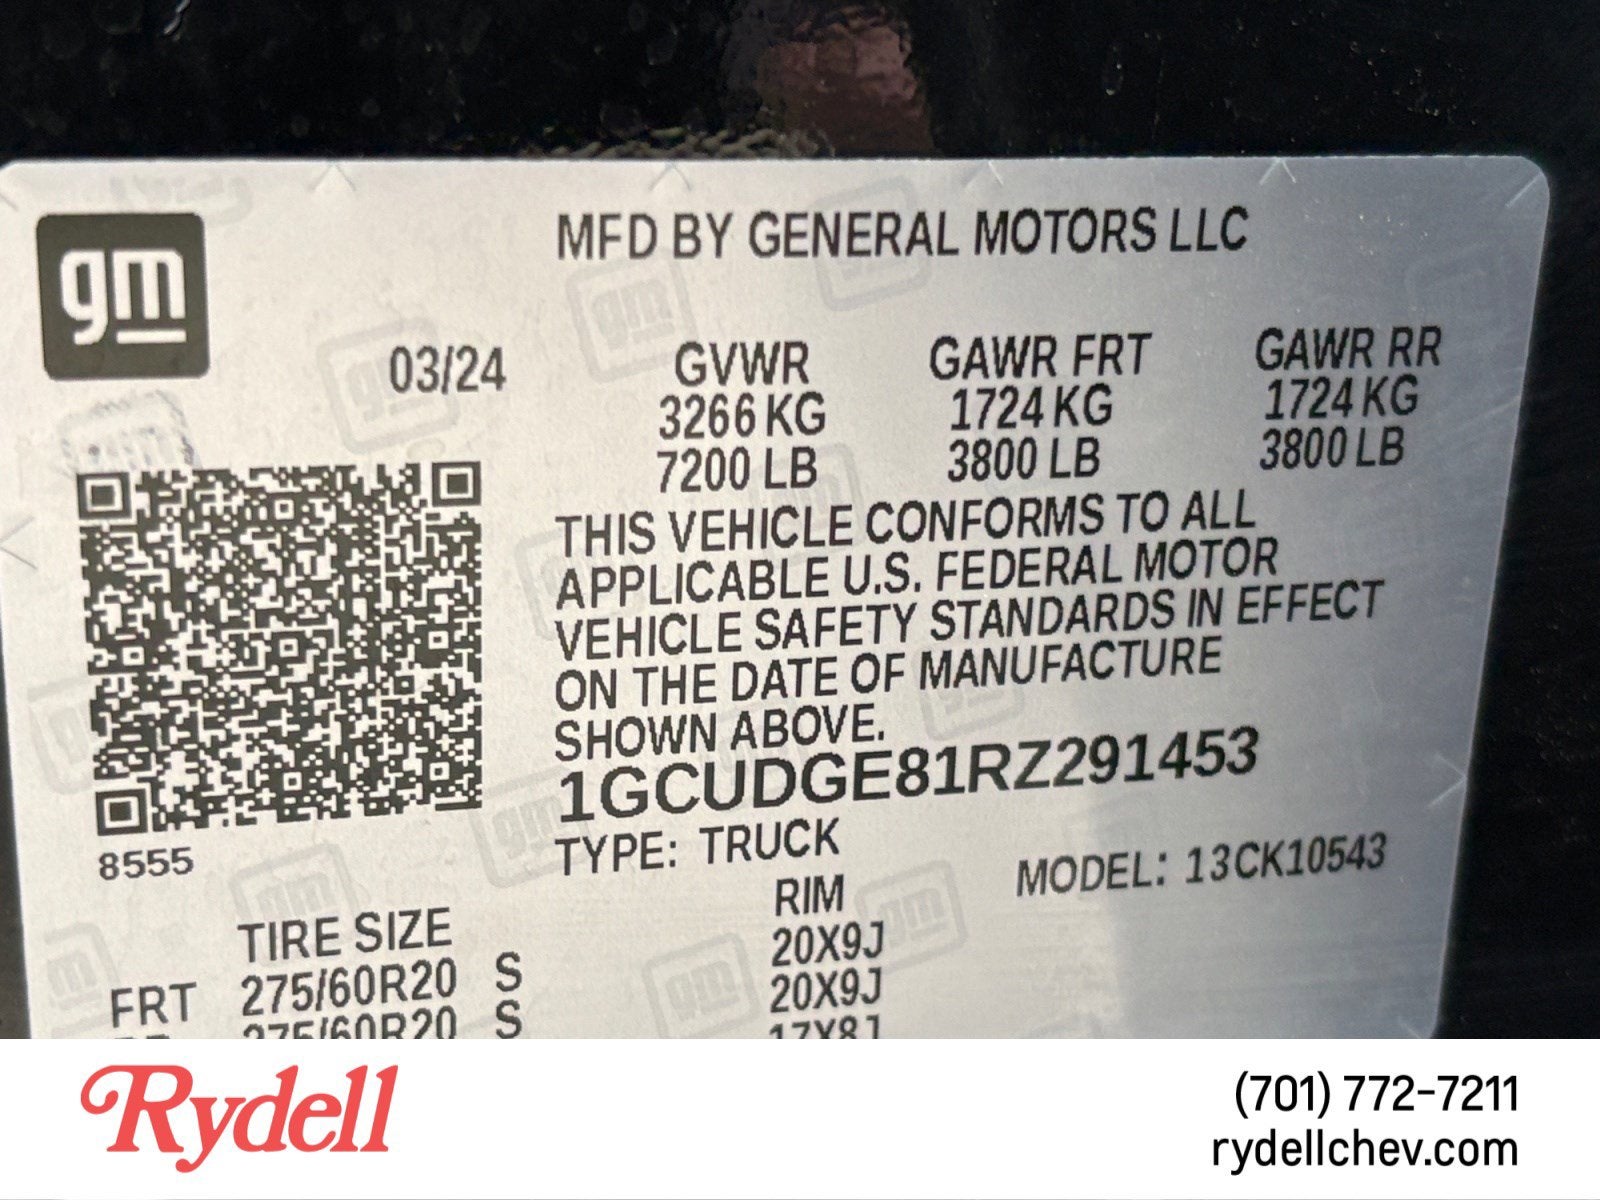 gm
MFD BY GENERAL MOTORS LLC
03/24
GVWR GAWR FRT GAWR RR
3266 KG 1724 KG 1724 KG
7200 LB 3800 LB 3800 LB
THIS VEHICLE CONFORMS TO ALL
APPLICABLE U.S. FEDERAL MOTOR
VEHICLE SAFETY STANDARDS IN EFFECT
ON THE DATE OF MANUFACTURE
SHOWN ABOVE.
1GCUDGE81RZ291453
8555
TYPE: TRUCK MODEL: 13CK10543
TIRE SIZE RIM
FRT 275/60R20 S 20X9J
275/60R20 S 20X9J
17X8J
Rydell
(701) 772-7211
rydellchev.com